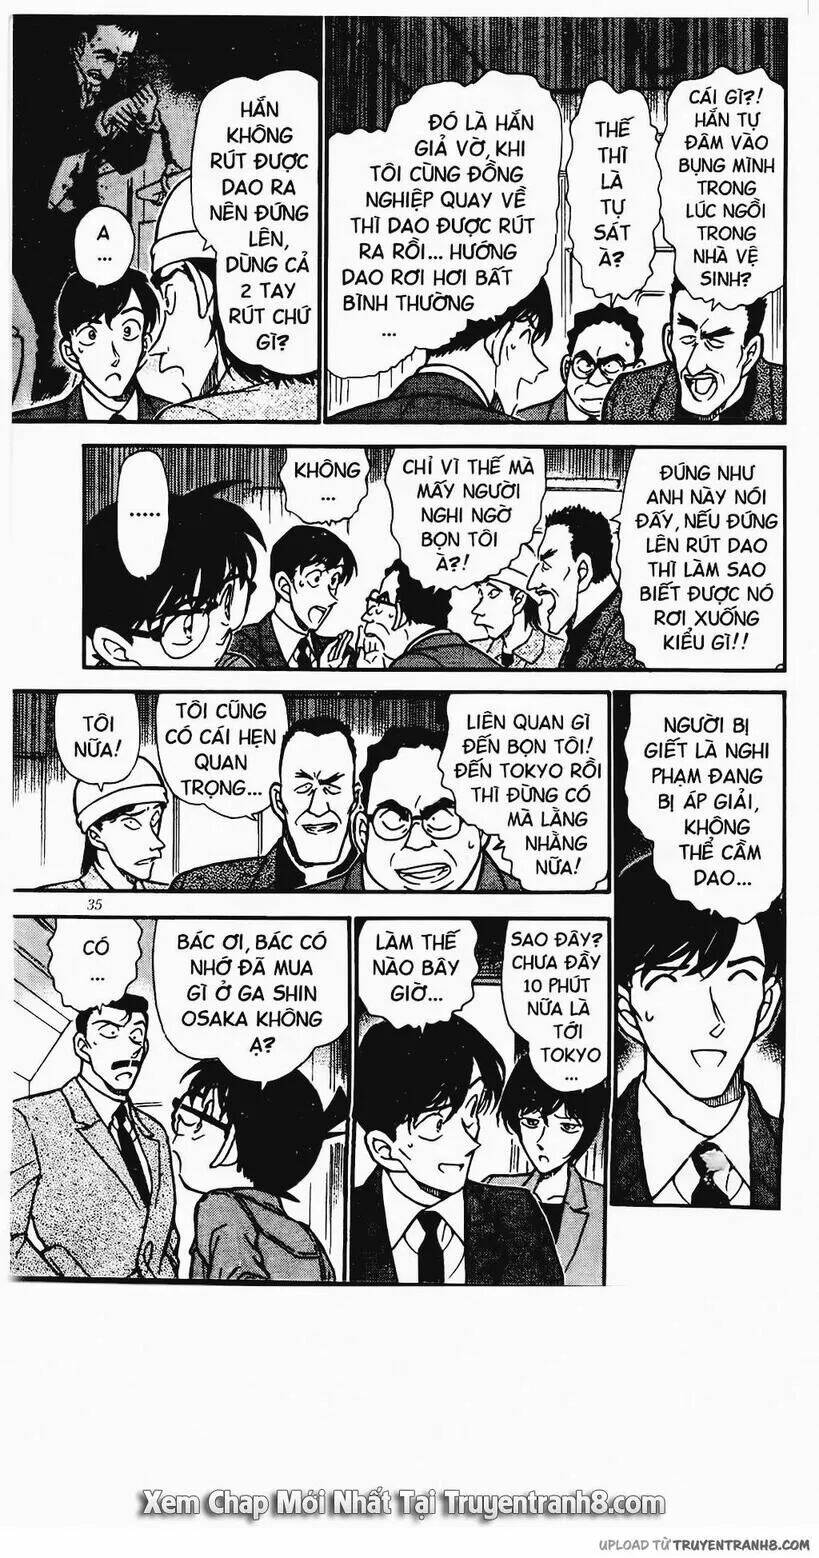 CÁI GÌ?!
HẮN TỰ
ĐÂM VÀO
BỤNG MÌNH
TRONG
LÚC NGỒI
TRONG
NHÀ VỆ
SINH?
THẾ
THÌ
LÀ
TỰ
SÁT
À?
ĐÓ LÀ HẮN
GIẢ VỜ, KHI
TÔI CÙNG ĐỒNG
NGHIỆP QUAY VỀ
THÌ DAO ĐƯỢC RÚT
RA RỒI... HƯỚNG
DAO RƠI HƠI BẤT
BÌNH THƯỜNG
...
HẮN
KHÔNG
RÚT ĐƯỢC
DAO RA
NÊN ĐỨNG
LÊN,
DÙNG CẢ
2 TAY
RÚT CHỨ
GÌ?
A
...
ĐÚNG NHƯ
ANH NÀY NÓI
ĐẤY, NẾU ĐỨNG
LÊN RÚT DAO
THÌ LÀM SAO
BIẾT ĐƯỢC NÓ
RƠI XUỐNG
KIỂU GÌ!!
CHỈ VÌ THẾ MÀ
MẤY NGƯỜI
NGHI NGỜ
BỌN TÔI
À?!
KHÔNG
...
......
NGƯỜI BỊ
GIẾT LÀ NGHI
PHẠM ĐANG
BỊ ÁP GIẢI,
KHÔNG
THỂ CẦM
DAO...
LIÊN QUAN GÌ
ĐẾN BỌN TÔI!
ĐẾN TOKYO RỒI
THÌ ĐỪNG CÓ
MÀ LẰNG
NHẰNG
NỮA!
TÔI CŨNG
CÓ CÁI HẸN
QUAN
TRỌNG...
TÔI
NỮA!
35
SAO ĐÂY?
CHƯA ĐẦY
10 PHÚT
NỮA LÀ
TỚI
TOKYO
...
LÀM THẾ
NÀO BÂY
GIỜ...
BÁC ƠI, BÁC CÓ
NHỚ ĐÃ MUA
GÌ Ở GA SHIN
OSAKA KHÔNG
Ạ?
CÓ
...
Xem Chap Mới Nhất Tại Truyentranh8.com
UPLOAD TỪ TRUYENTRANH8.COM